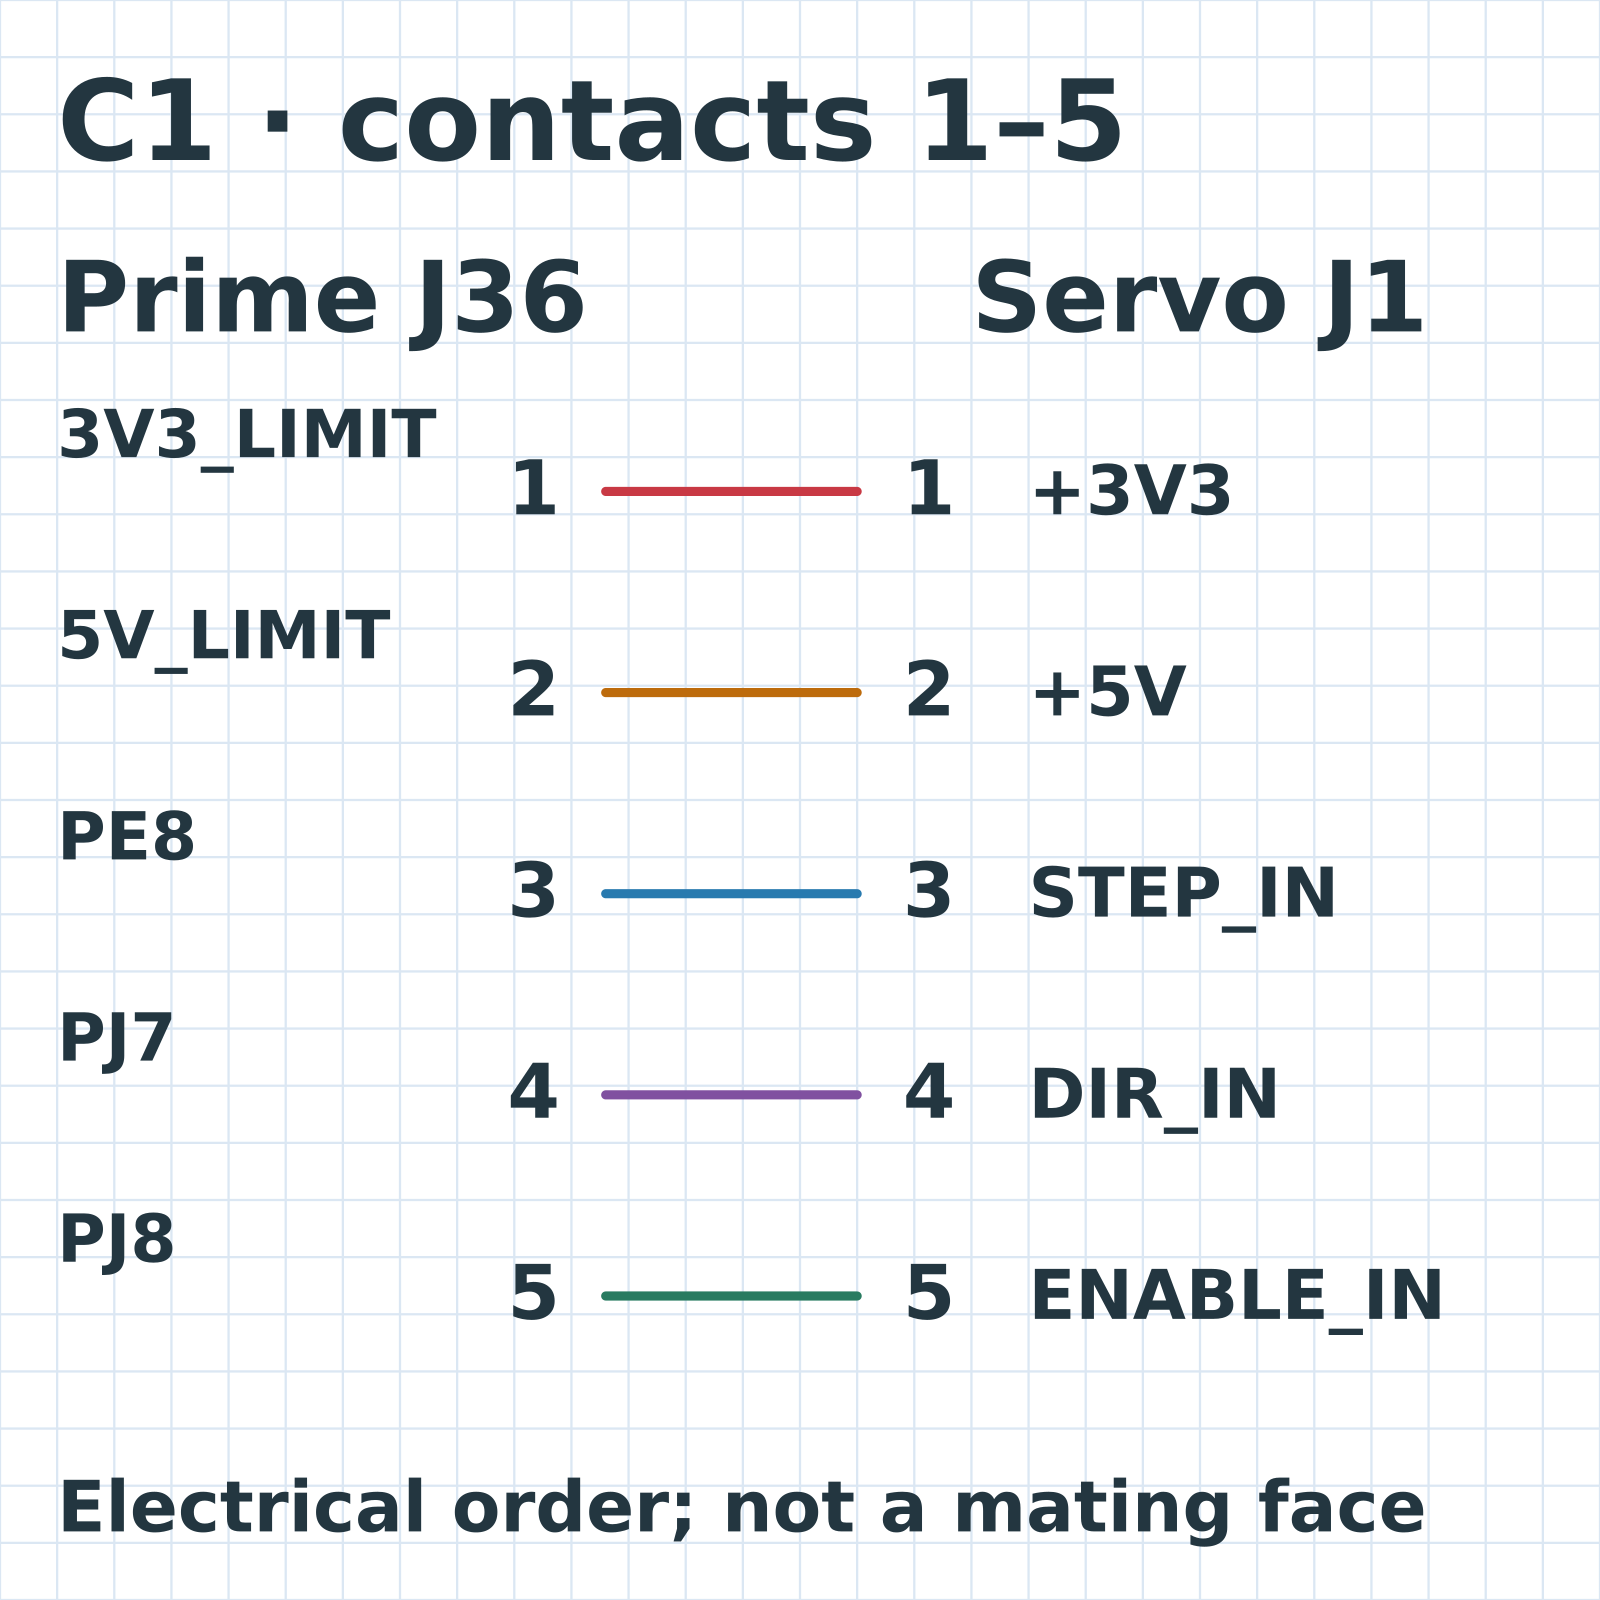 C1 · contacts 1–5
Prime J36 Servo J1
3V3_LIMIT 1 1 +3V3
5V_LIMIT 2 2 +5V
PE8 3 3 STEP_IN
PJ7 4 4 DIR_IN
PJ8 5 5 ENABLE_IN
Electrical order; not a mating face